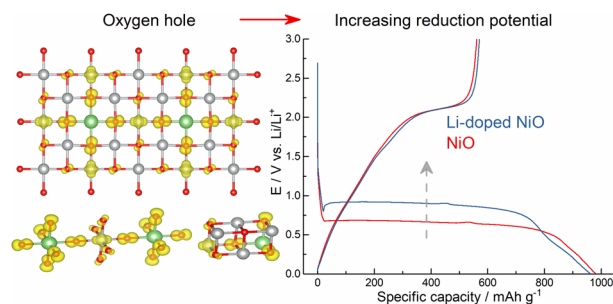 Oxygen hole
Increasing reduction potential
3.0
2.5
2.0
1.5
1.0
0.5
0.0
E / V vs. Li/Li⁺
Li-doped NiO
NiO
0 200 400 600 800 1000
Specific capacity / mAh g⁻¹